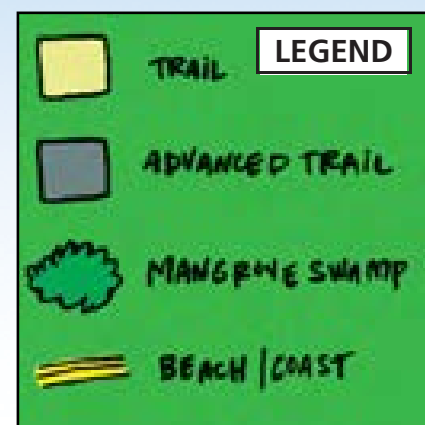 LEGEND
TRAIL
ADVANCED TRAIL
MANGROVE SWAMP
BEACH | COAST